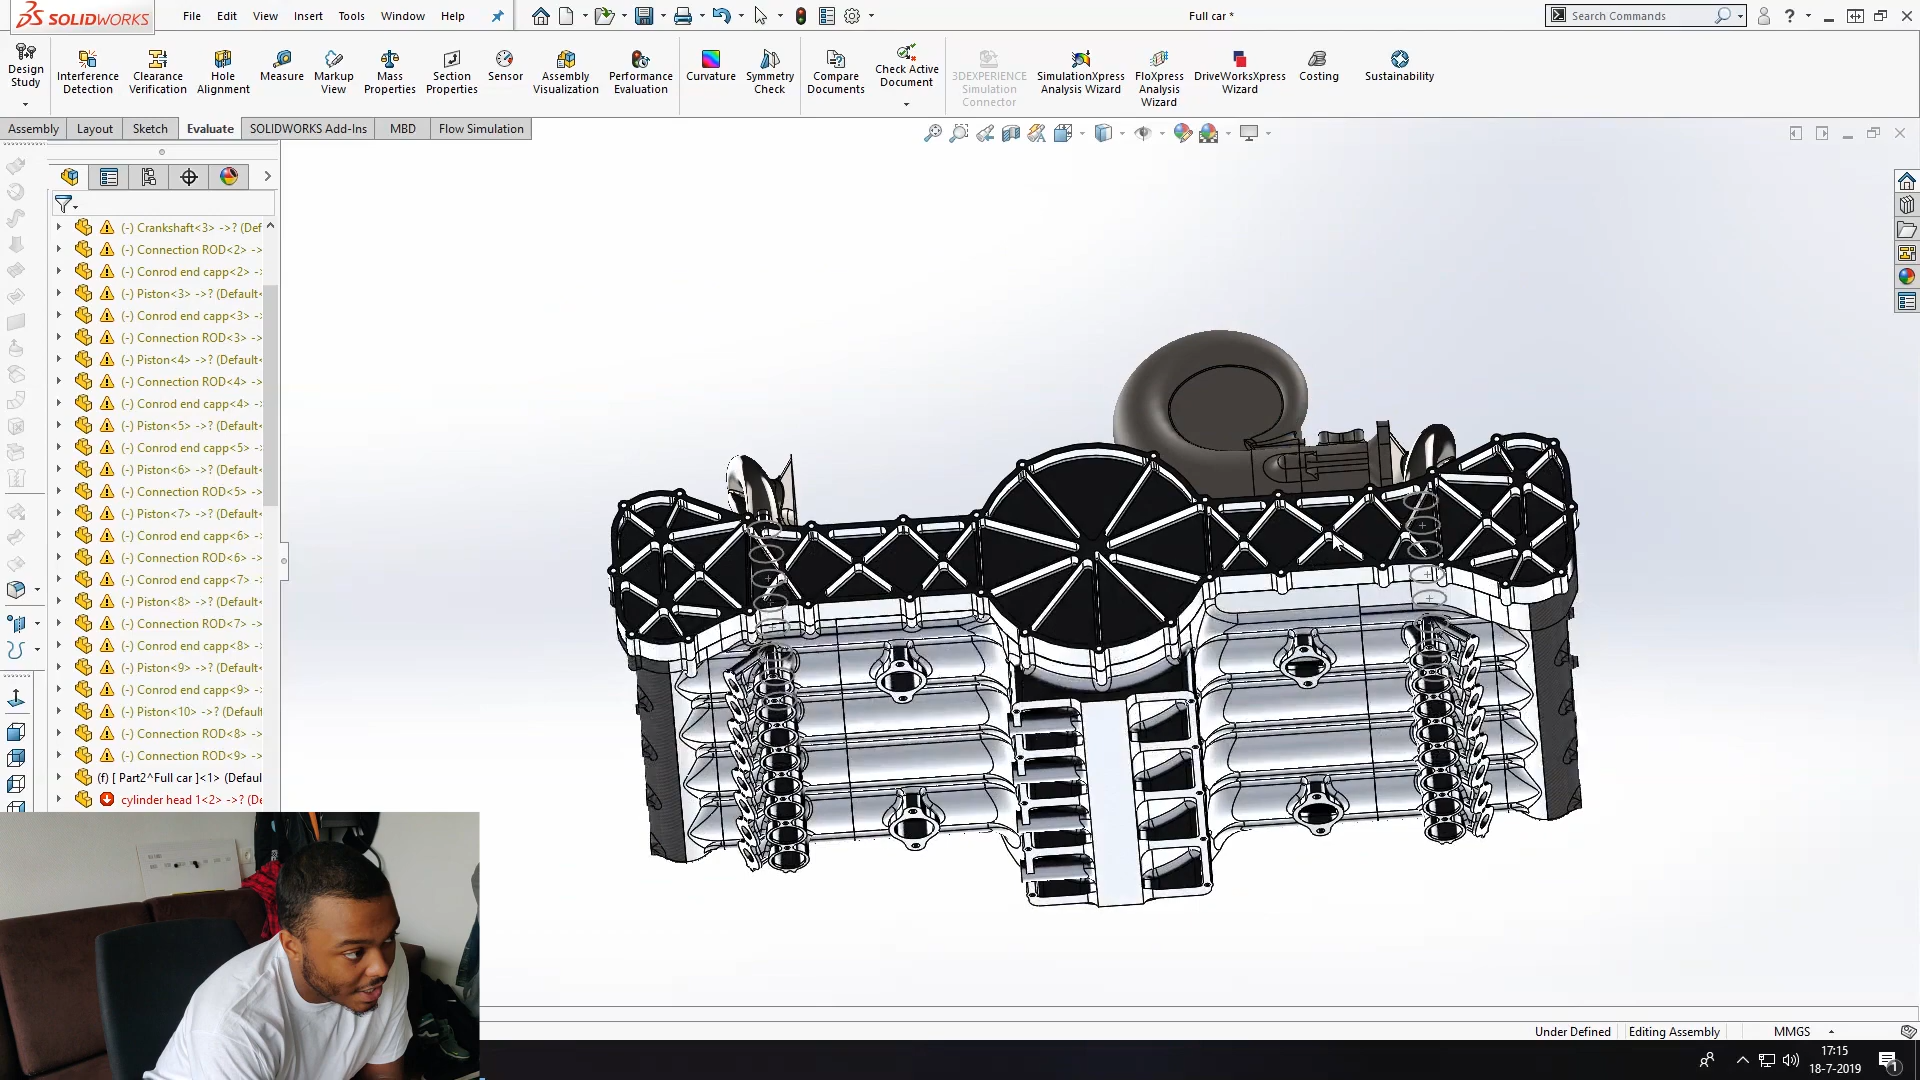 SOLIDWORKS
File Edit View Insert Tools Window Help
Full car *
Search Commands
Design Study
Interference Detection
Clearance Verification
Hole Alignment
Measure
Markup View
Mass Properties
Section Properties
Sensor
Assembly Visualization
Performance Evaluation
Curvature
Symmetry Check
Compare Documents
Check Active Document
3DEXPERIENCE Simulation Connector
SimulationXpress Analysis Wizard
FloXpress Analysis Wizard
DriveWorksXpress Wizard
Costing
Sustainability
Assembly Layout Sketch Evaluate SOLIDWORKS Add-Ins MBD Flow Simulation
(-) Crankshaft<3> ->? (Def
(-) Connection ROD<2> ->
(-) Conrod end capp<2> ->
(-) Piston<3> ->? (Default<
(-) Conrod end capp<3> ->
(-) Connection ROD<3> ->
(-) Piston<4> ->? (Default<
(-) Connection ROD<4> ->
(-) Conrod end capp<4> ->
(-) Piston<5> ->? (Default<
(-) Conrod end capp<5> ->
(-) Piston<6> ->? (Default<
(-) Connection ROD<5> ->
(-) Piston<7> ->? (Default<
(-) Conrod end capp<6> ->
(-) Connection ROD<6> ->
(-) Conrod end capp<7> ->
(-) Piston<8> ->? (Default<
(-) Connection ROD<7> ->
(-) Conrod end capp<8> ->
(-) Piston<9> ->? (Default<
(-) Conrod end capp<9> ->
(-) Piston<10> ->? (Default
(-) Connection ROD<8> ->
(-) Connection ROD<9> ->
(f) [ Part2^Full car ]<1> (Defaul
cylinder head 1<2> ->? (De
Under Defined Editing Assembly MMGS
17:15
18-7-2019
1